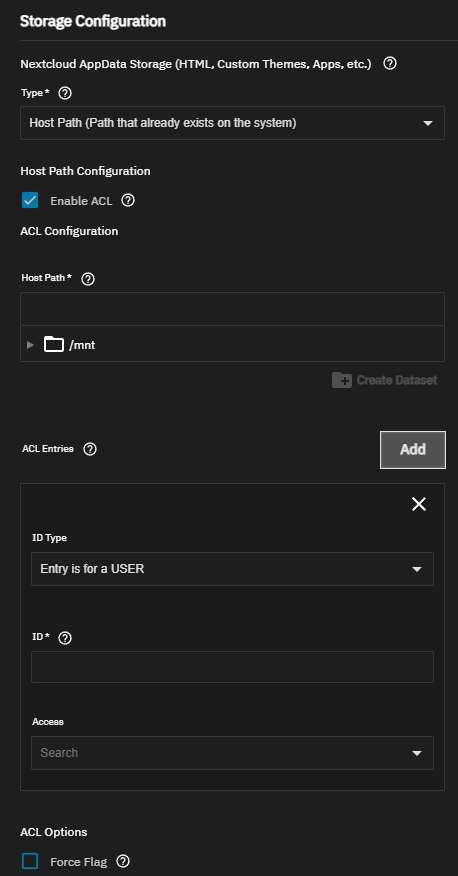 Storage Configuration
Nextcloud AppData Storage (HTML, Custom Themes, Apps, etc.)
Type *
Host Path (Path that already exists on the system)
Host Path Configuration
Enable ACL
ACL Configuration
Host Path *
/mnt
Create Dataset
ACL Entries
Add
ID Type
Entry is for a USER
ID *
Access
Search
ACL Options
Force Flag